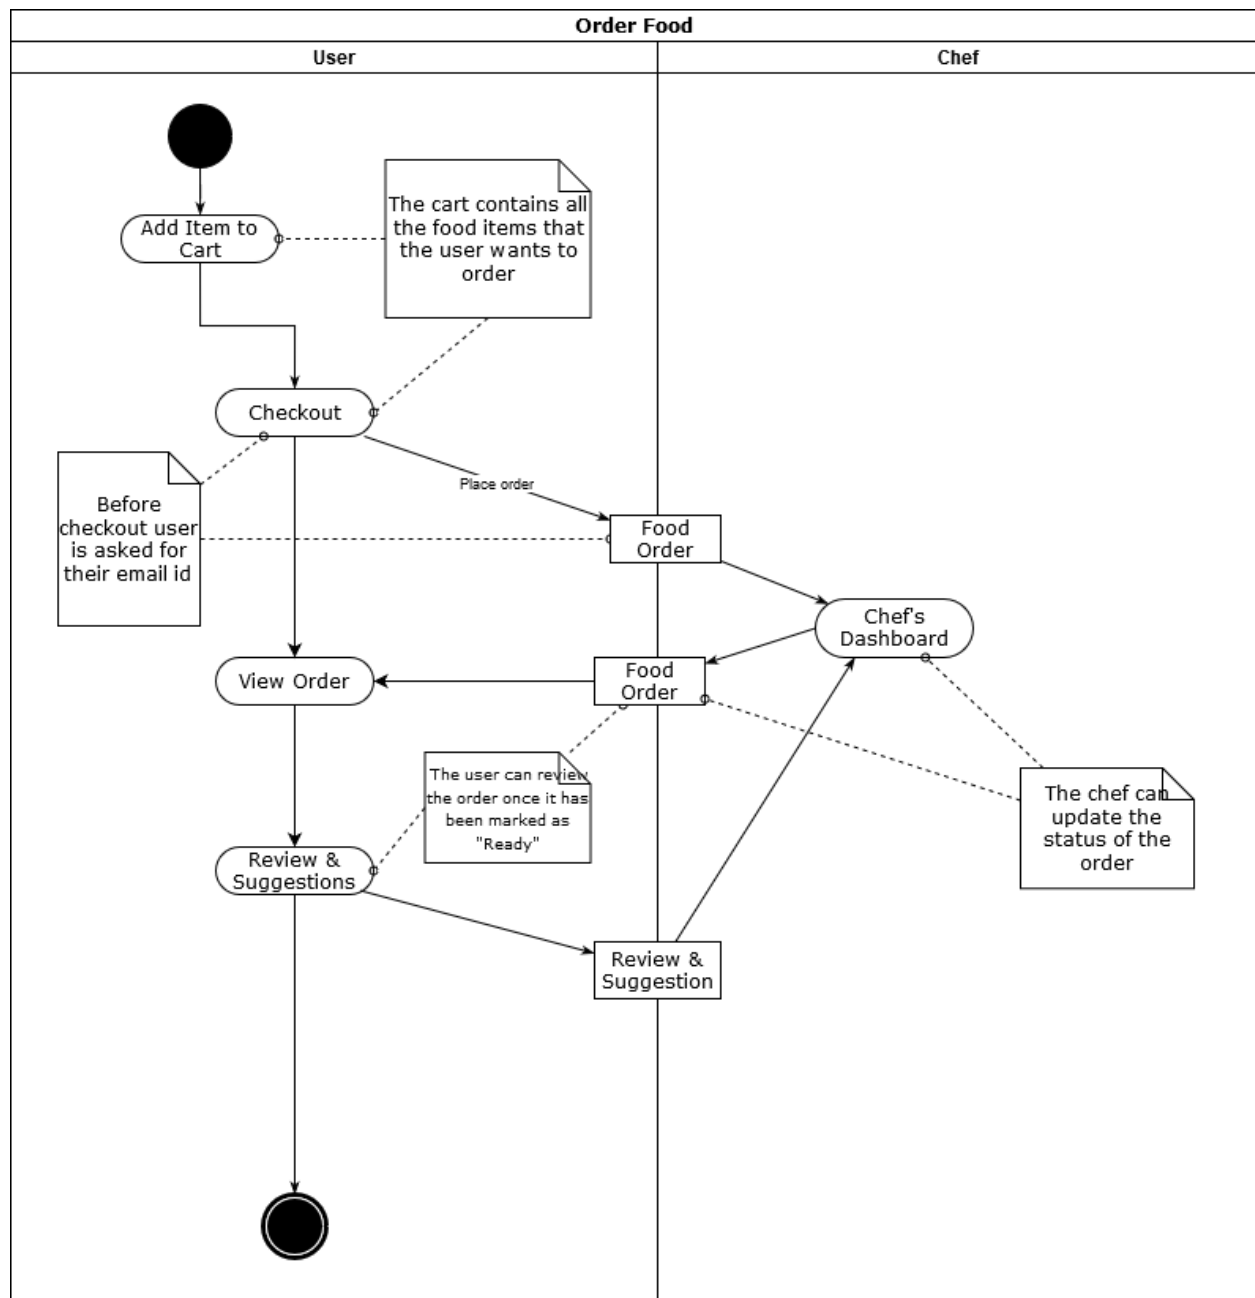 Order Food
User
Chef
Add Item to
Cart
The cart contains all
the food items that
the user wants to
order
Checkout
Place order
Before
checkout user
is asked for
their email id
Food
Order
Chef's
Dashboard
View Order
Food
Order
The user can review
the order once it has
been marked as
"Ready"
The chef can
update the
status of the
order
Review &
Suggestions
Review &
Suggestion